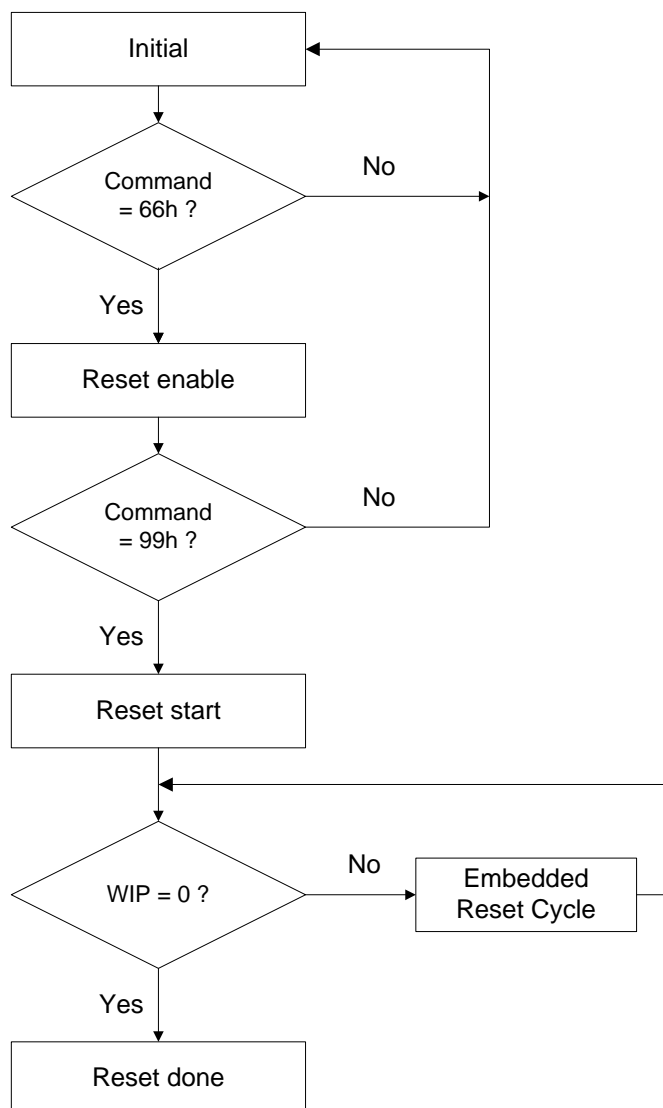 Initial
Command
= 66h ?
No
Yes
Reset enable
Command
= 99h ?
No
Yes
Reset start
WIP = 0 ?
No
Embedded
Reset Cycle
Yes
Reset done